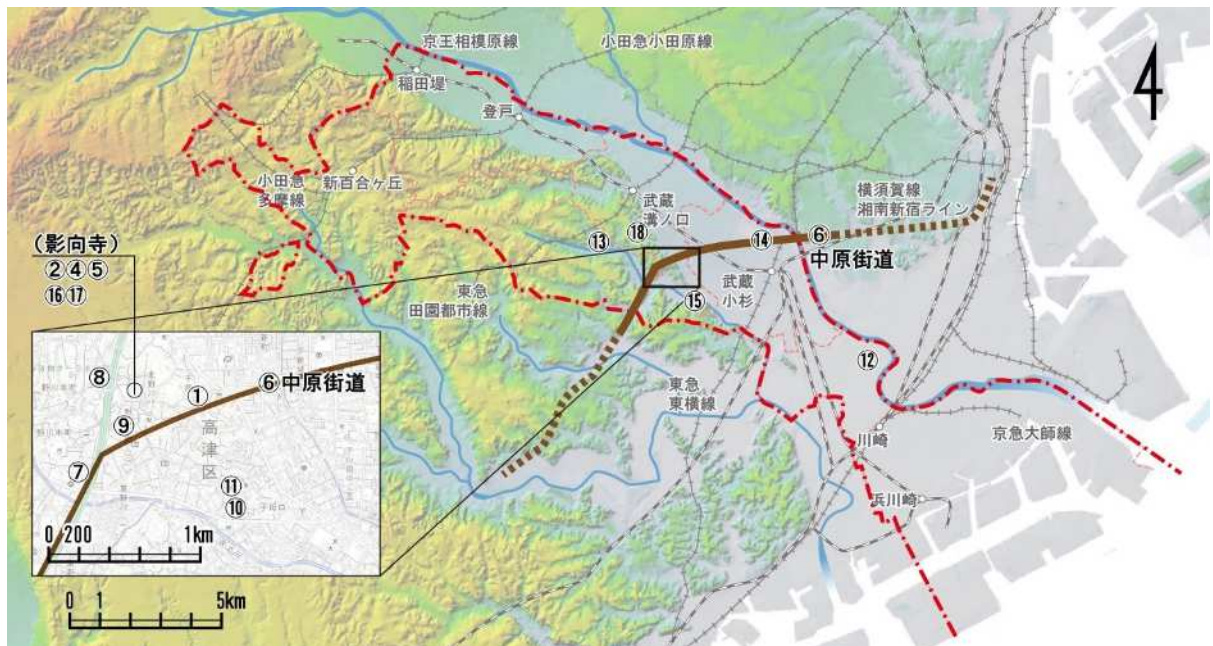 京王相模原線
小田急小田原線
4
稲田堤
登戸
小田急
多摩線
新百合ヶ丘
武蔵
溝ノ口
横須賀線
湘南新宿ライン
(影向寺)
②④⑤
⑯⑰
⑬
⑱
⑭
⑥
中原街道
武蔵
小杉
⑮
東急
田園都市線
⑫
東急
東横線
川崎
京急大師線
浜川崎
⑧
①
⑥中原街道
⑨
高津区
⑦
⑪
⑩
0 200 1km
0 1 5km